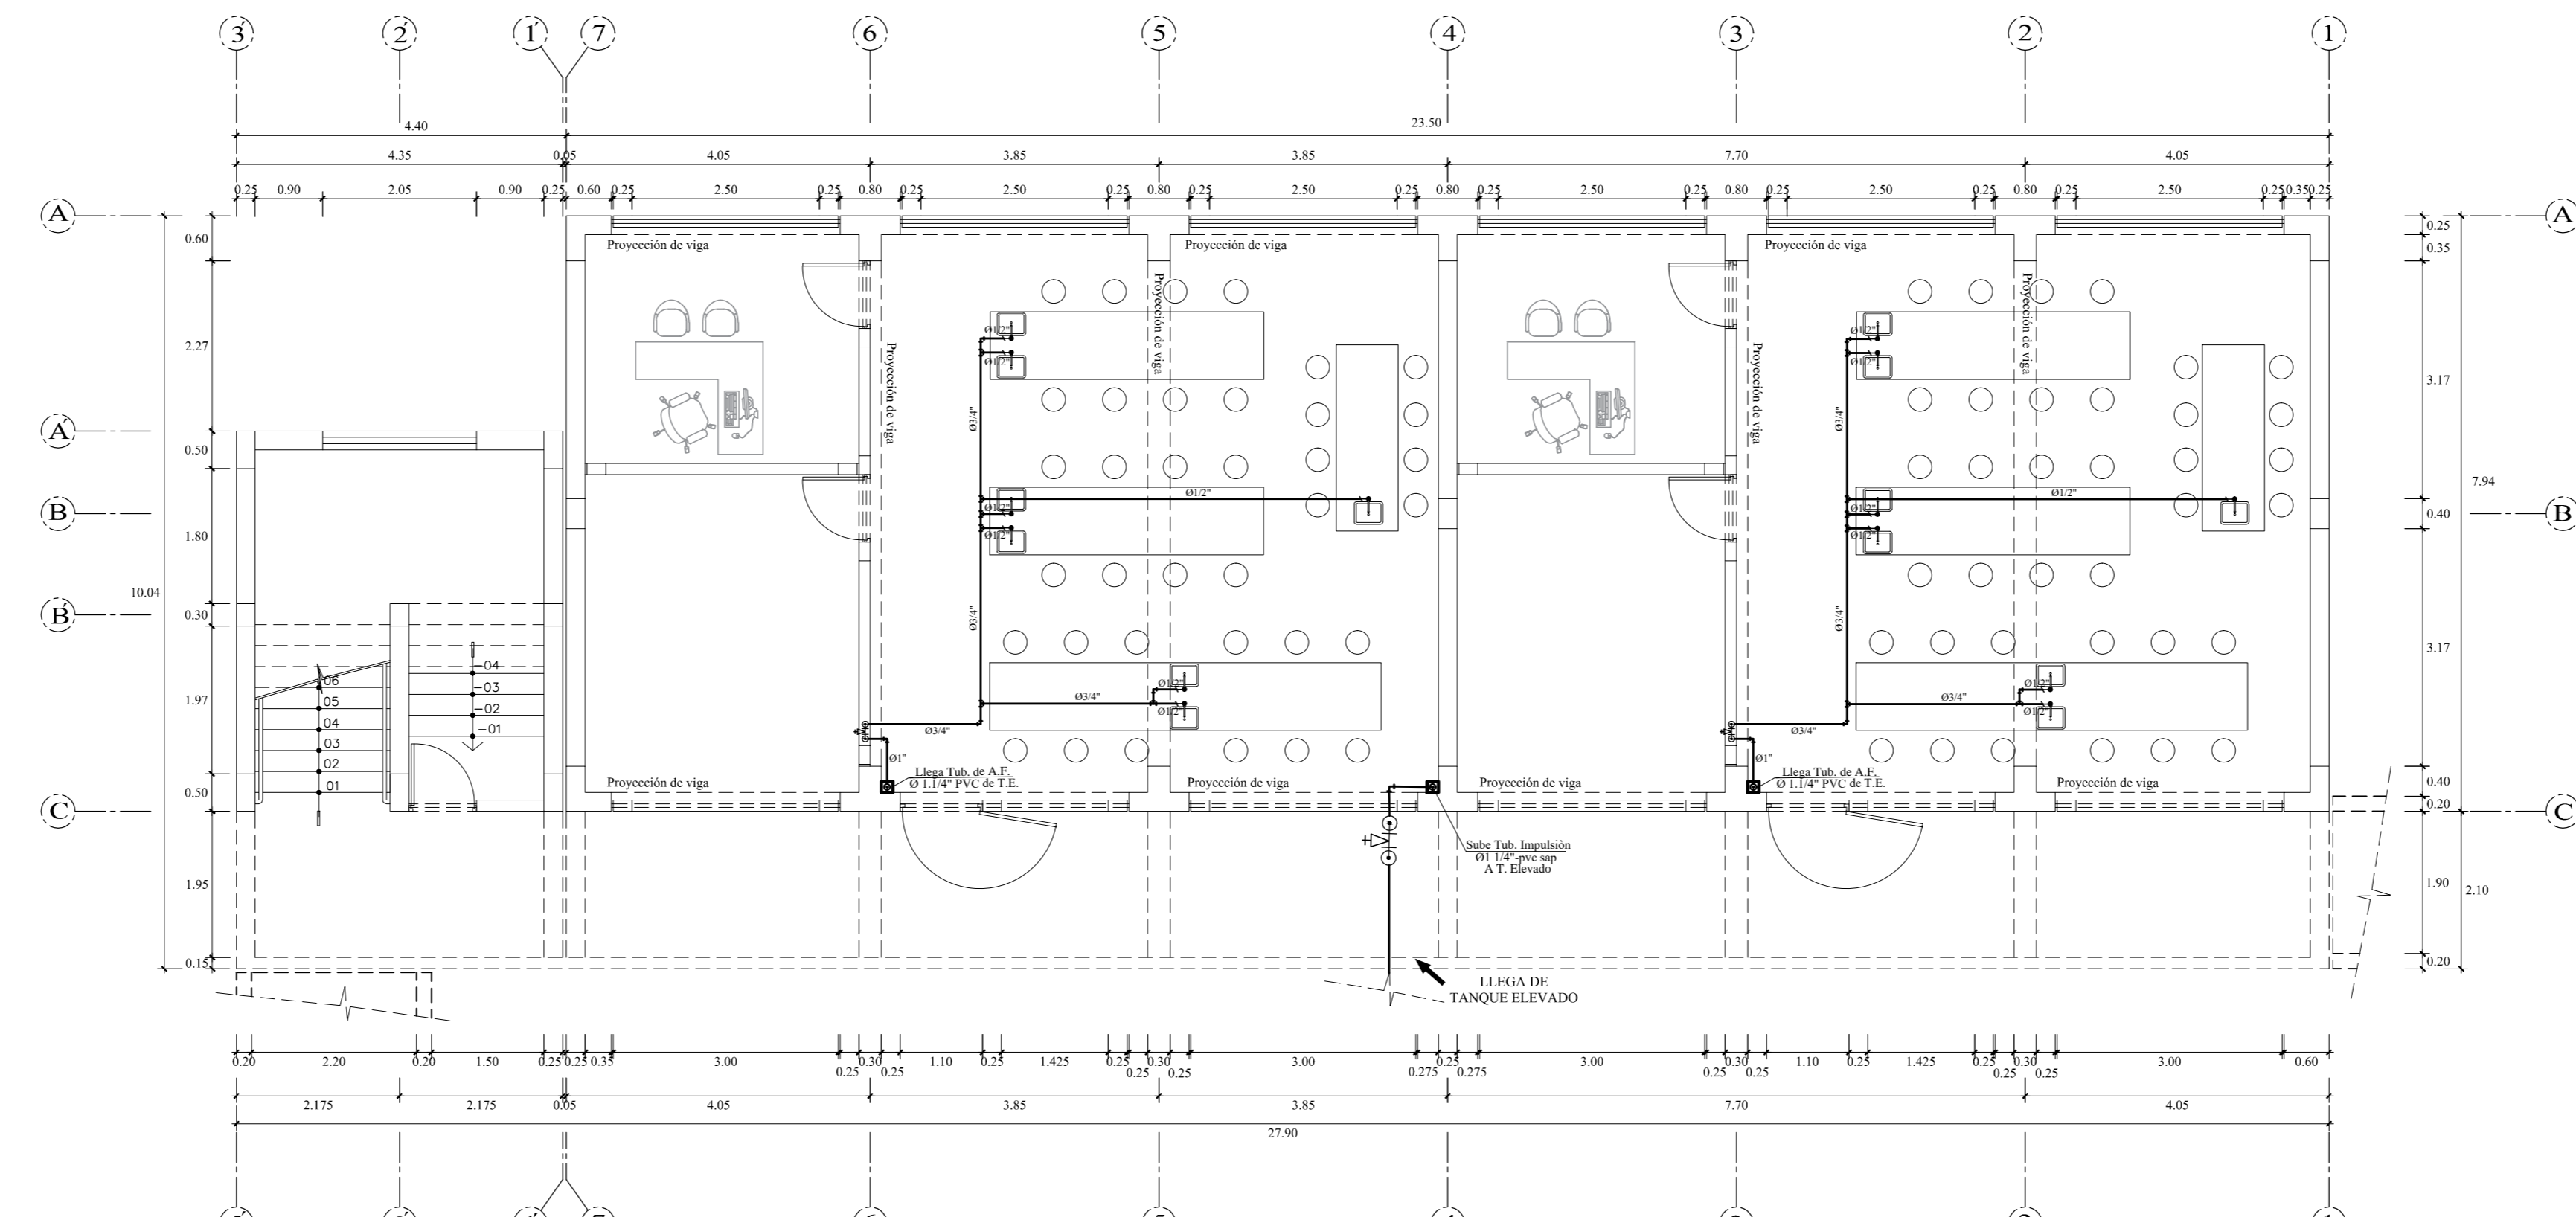 3' 2' 1' 7 6 5 4 3 2 1
4.40 23.50
4.35 0.05 4.05 3.85 3.85 7.70 4.05
0.25 0.90 2.05 0.90 0.25 0.60 0.25 2.50 0.25 0.80 0.25 2.50 0.25 0.80 0.25 2.50 0.25 0.80 0.25 2.50 0.25 0.80 0.25 2.50 0.25 0.80 0.25 2.50 0.25 0.35 0.25
A A
0.60 0.25
Proyección de viga Proyección de viga Proyección de viga
0.35
Proyección de viga Proyección de viga
Ø1/2" Ø1/2"
2.27
Proyección de viga Proyección de viga
Ø1/2" Ø1/2"
3.17
Ø3/4" Ø3/4"
A'
0.50
7.94
Ø1/2" Ø1/2"
Ø1/2" Ø1/2"
B 0.40 B
1.80
Ø1/2" Ø1/2"
10.04
B' 0.30
Ø3/4" Ø3/4"
3.17
-04
06 Ø1/2" Ø1/2"
-03
1.97 05 Ø3/4" Ø3/4"
-02 Ø1/2" Ø1/2"
04 -01 Ø3/4" Ø3/4"
03
Ø1" Ø1"
02
Llega Tub. de A.F. Llega Tub. de A.F.
Ø 1.1/4" PVC de T.E. Ø 1.1/4" PVC de T.E.
Proyección de viga Proyección de viga Proyección de viga
01
0.50 0.40
0.20
C C
Sube Tub. Impulsiòn
Ø1 1/4"-pvc sap
A T. Elevado
1.95 1.90 2.10
0.15 0.20
LLEGA DE
TANQUE ELEVADO
0.20 2.20 0.20 1.50 0.25 0.25 0.35 3.00 0.30 1.10 0.25 1.425 0.25 0.30 3.00 0.25 3.00 0.30 1.10 0.25 1.425 0.25 0.30 3.00 0.60
0.25 0.25 0.25 0.25 0.275 0.275 0.25 0.25 0.25 0.25
2.175 2.175 0.05 4.05 3.85 3.85 7.70 4.05
27.90